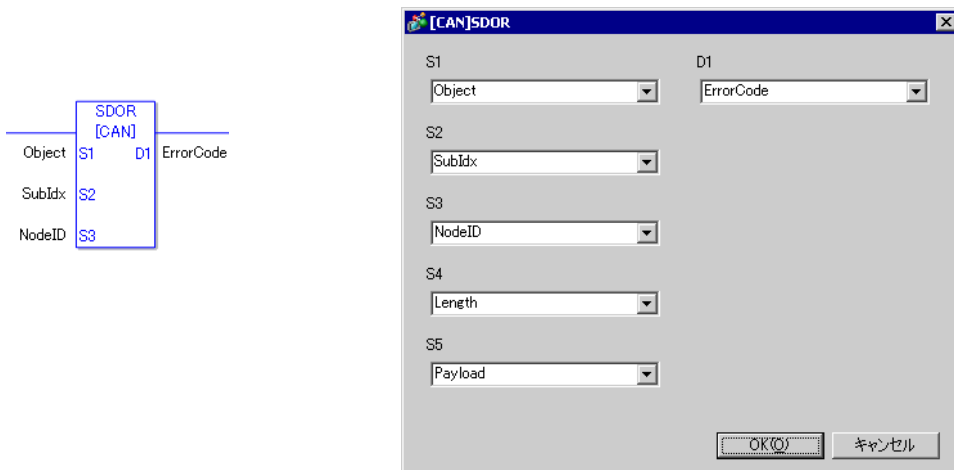 SDOR
[CAN]
Object S1 D1 ErrorCode
SubIdx S2
NodeID S3
[CAN]SDOR
S1 D1
Object ErrorCode
S2
SubIdx
S3
NodeID
S4
Length
S5
Payload
OK(O) キャンセル